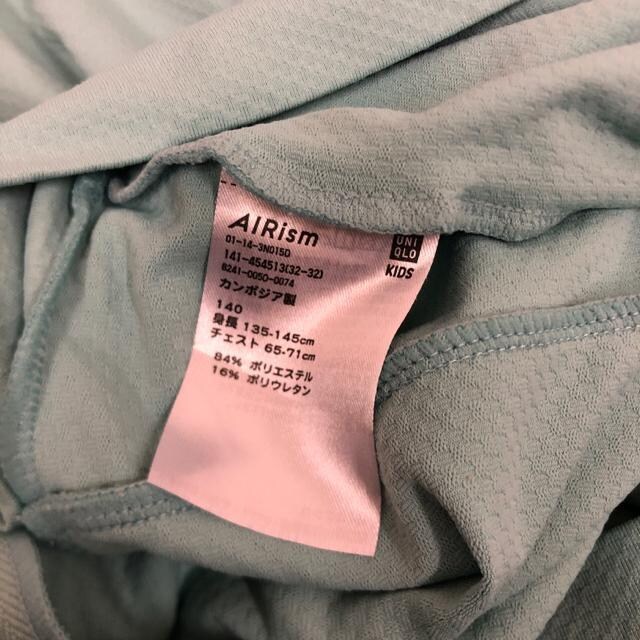 AIRism
UNI
QLO
KIDS
01-14-3N015D
141-454513(32-32)
8241-0050-0074
カンボジア製
140
身長 135-145cm
チェスト 65-71cm
84% ポリエステル
16% ポリウレタン